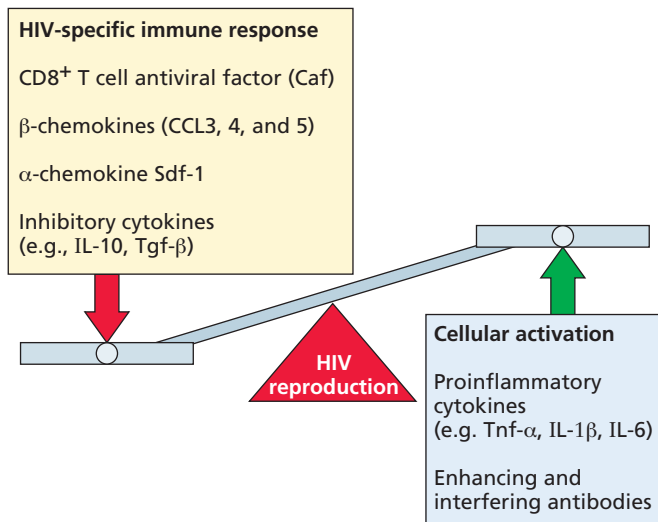 HIV-specific immune response
CD8+ T cell antiviral factor (Caf)
β-chemokines (CCL3, 4, and 5)
α-chemokine Sdf-1
Inhibitory cytokines
(e.g., IL-10, Tgf-β)
HIV
reproduction
Cellular activation
Proinflammatory
cytokines
(e.g. Tnf-α, IL-1β, IL-6)
Enhancing and
interfering antibodies